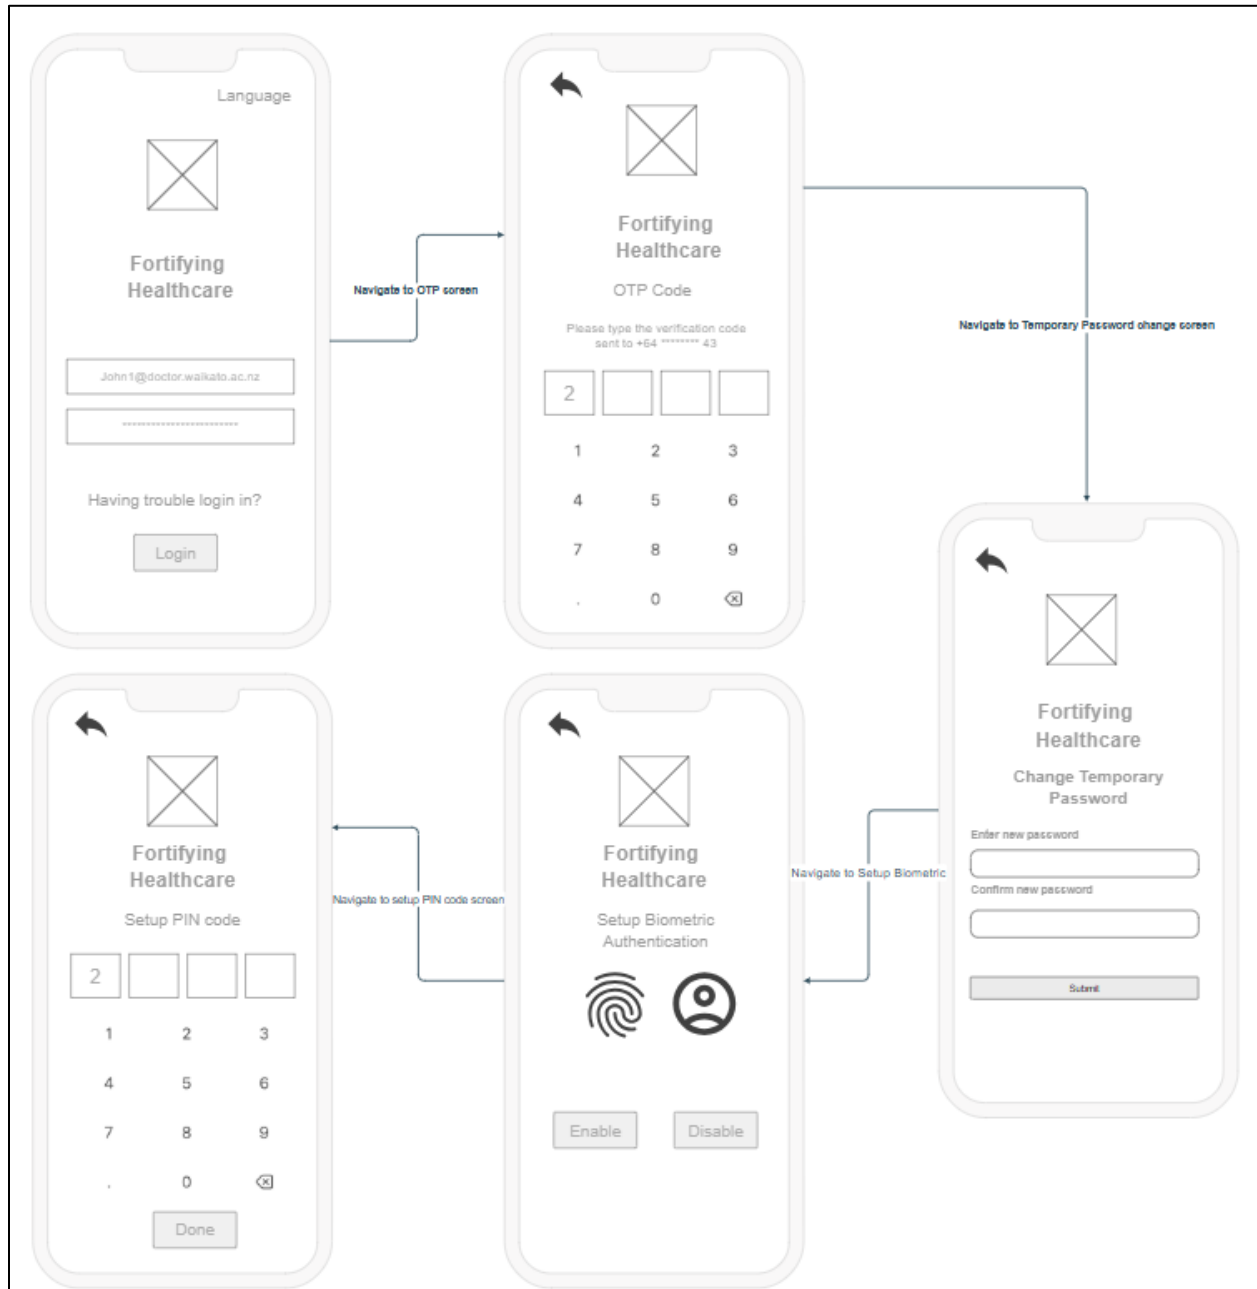 Language
Fortifying
Healthcare
John1@doctor.waikato.ac.nz
************************
Having trouble login in?
Login
Navigate to OTP screen
Fortifying
Healthcare
OTP Code
Please type the verification code
sent to +64 ******** 43
2
1 2 3
4 5 6
7 8 9
. 0
Navigate to Temporary Password change screen
Fortifying
Healthcare
Change Temporary
Password
Enter new password
Confirm new password
Submit
Navigate to Setup Biometric
Fortifying
Healthcare
Setup Biometric
Authentication
Enable Disable
Navigate to setup PIN code screen
Fortifying
Healthcare
Setup PIN code
2
1 2 3
4 5 6
7 8 9
. 0
Done